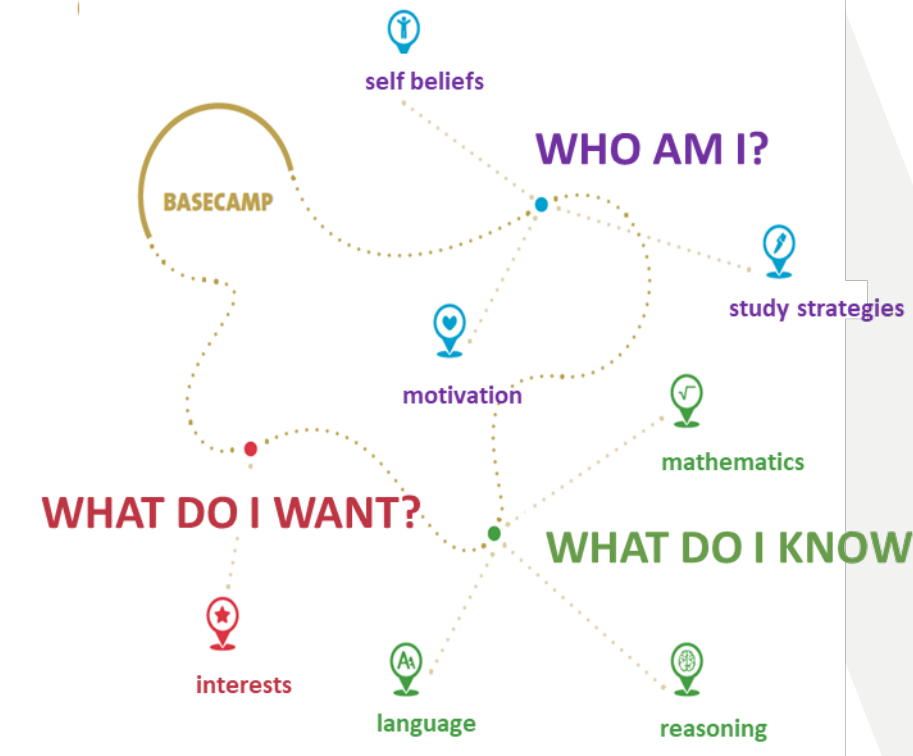 self beliefs
WHO AM I?
BASECAMP
study strategies
motivation
mathematics
WHAT DO I WANT?
WHAT DO I KNOW
interests
language
reasoning